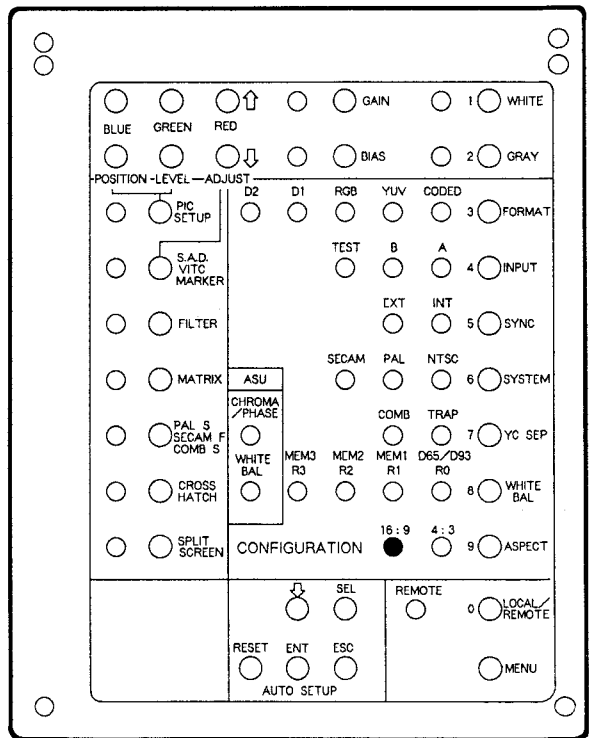 GAIN 1 WHITE
BLUE GREEN RED
BIAS 2 GRAY
POSITION - LEVEL - ADJUST
D2 D1 RGB YUV CODED
PIC
SETUP
3 FORMAT
TEST B A
S.A.D.
VITC
MARKER
4 INPUT
EXT INT
FILTER
5 SYNC
SECAM PAL NTSC
MATRIX
ASU
6 SYSTEM
CHROMA
/PHASE
COMB TRAP
PAL S
SECAM F
COMB S
7 YC SEP
WHITE
BAL
MEM3 MEM2 MEM1 D65/D93
R3 R2 R1 R0
CROSS
HATCH
8 WHITE
BAL
16:9 4:3
SPLIT
SCREEN
CONFIGURATION
9 ASPECT
SEL
REMOTE
0 LOCAL/
REMOTE
RESET ENT ESC
MENU
AUTO SETUP